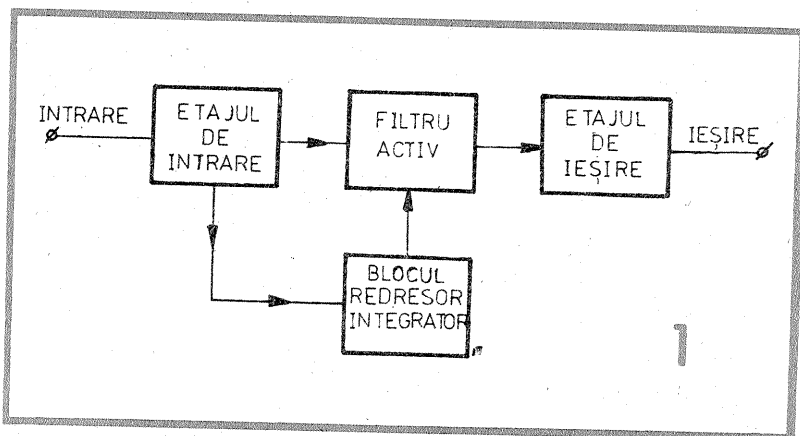 INTRARE
ETAJUL
DE
INTRARE
FILTRU
ACTIV
ETAJUL
DE
IEȘIRE
IEȘIRE
BLOCUL
REDRESOR
INTEGRATOR
1